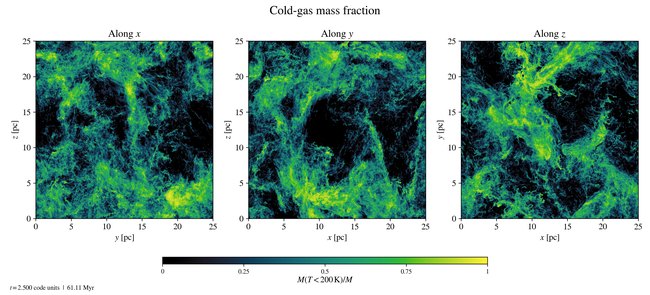 Cold-gas mass fraction
Along x
Along y
Along z
25
20
15
10
5
0
z [pc]
0 5 10 15 20 25
y [pc]
25
20
15
10
5
0
z [pc]
0 5 10 15 20 25
x [pc]
25
20
15
10
5
0
y [pc]
0 5 10 15 20 25
x [pc]
0 0.25 0.5 0.75 1
M(T < 200 K)/M
t = 2.500 code units | 61.11 Myr